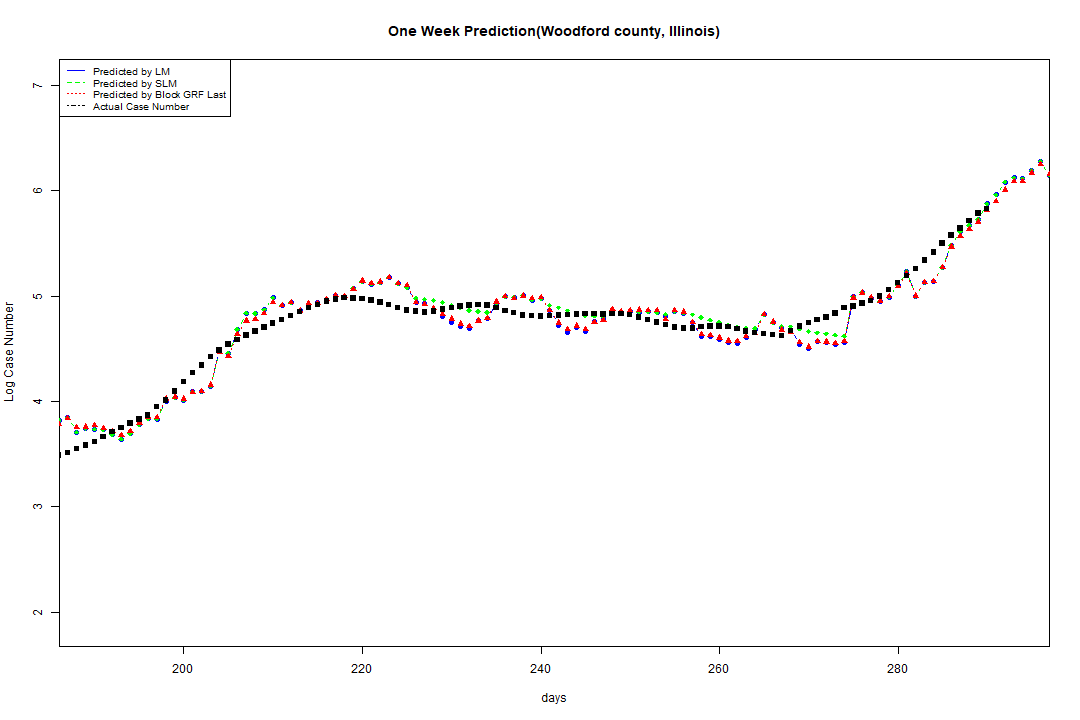 One Week Prediction(Woodford county, Illinois)
Predicted by LM
Predicted by SLM
Predicted by Block GRF Last
Actual Case Number
7
6
5
4
3
2
Log Case Number
200 220 240 260 280
days